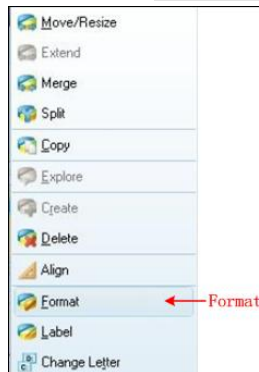 Move/Resize
Extend
Merge
Split
Copy
Explore
Create
Delete
Align
Format Format
Label
Change Letter